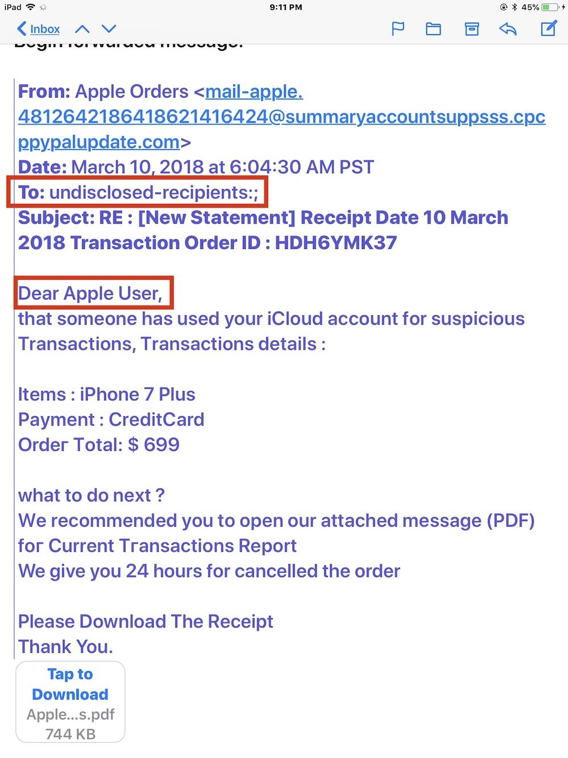 iPad 9:11 PM 45%
Inbox
Begin forwarded message:
From: Apple Orders <mail-apple.
48126421864186214164​24@summaryaccountsuppsss.cpc
ppypalupdate.com>
Date: March 10, 2018 at 6:04:30 AM PST
To: undisclosed-recipients:;
Subject: RE : [New Statement] Receipt Date 10 March
2018 Transaction Order ID : HDH6YMK37
Dear Apple User,
that someone has used your iCloud account for suspicious
Transactions, Transactions details :
Items : iPhone 7 Plus
Payment : CreditCard
Ordeг Total: $ 699
what to do next ?
We recommended you to open our attached message (PDF)
foг Current Tгansactions Report
We give you 24 hours for cancelled the order
Please Download The Receipt
Thank You.
Tap to
Download
Apple...s.pdf
744 KB